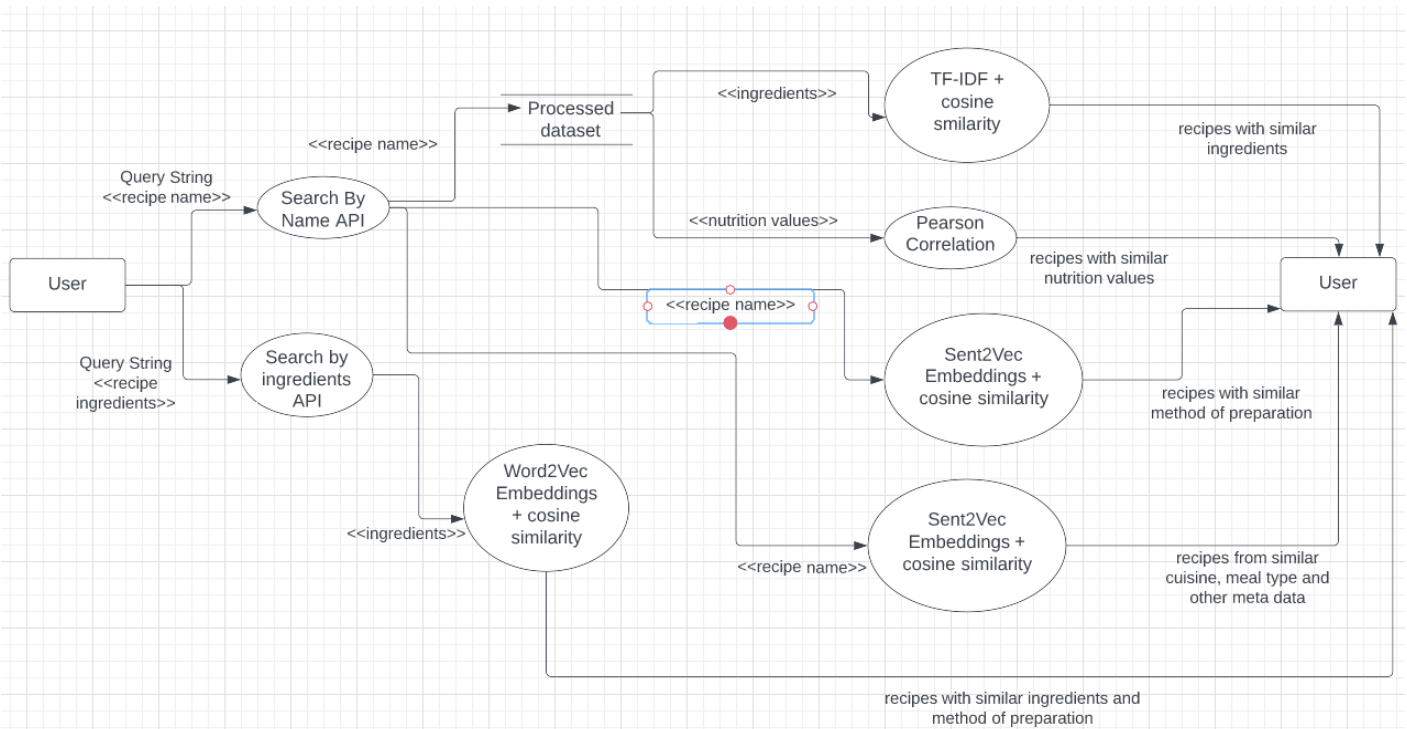 TF-IDF +
cosine
smilarity
<<ingredients>>
Processed
dataset
recipes with similar
ingredients
<<recipe name>>
Query String
<<recipe name>>
Search By
Name API
<<nutrition values>>
Pearson
Correlation
recipes with similar
nutrition values
User
User
<<recipe name>>
Query String
<<recipe
ingredients>>
Search by
ingredients
API
Sent2Vec
Embeddings +
cosine similarity
recipes with similar
method of preparation
Word2Vec
Embeddings
+ cosine
similarity
<<ingredients>>
Sent2Vec
Embeddings +
cosine similarity
<<recipe name>>
recipes from similar
cuisine, meal type and
other meta data
recipes with similar ingredients and
method of preparation